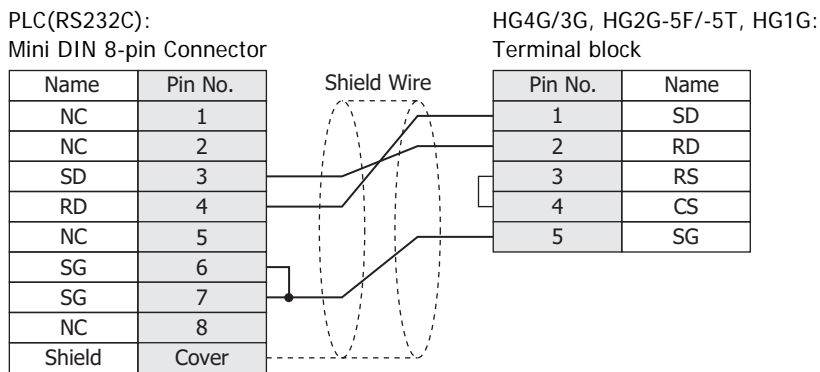 PLC(RS232C):
Mini DIN 8-pin Connector
HG4G/3G, HG2G-5F/-5T, HG1G:
Terminal block
Name Pin No.
NC 1
NC 2
SD 3
RD 4
NC 5
SG 6
SG 7
NC 8
Shield Cover
Shield Wire
Pin No. Name
1 SD
2 RD
3 RS
4 CS
5 SG